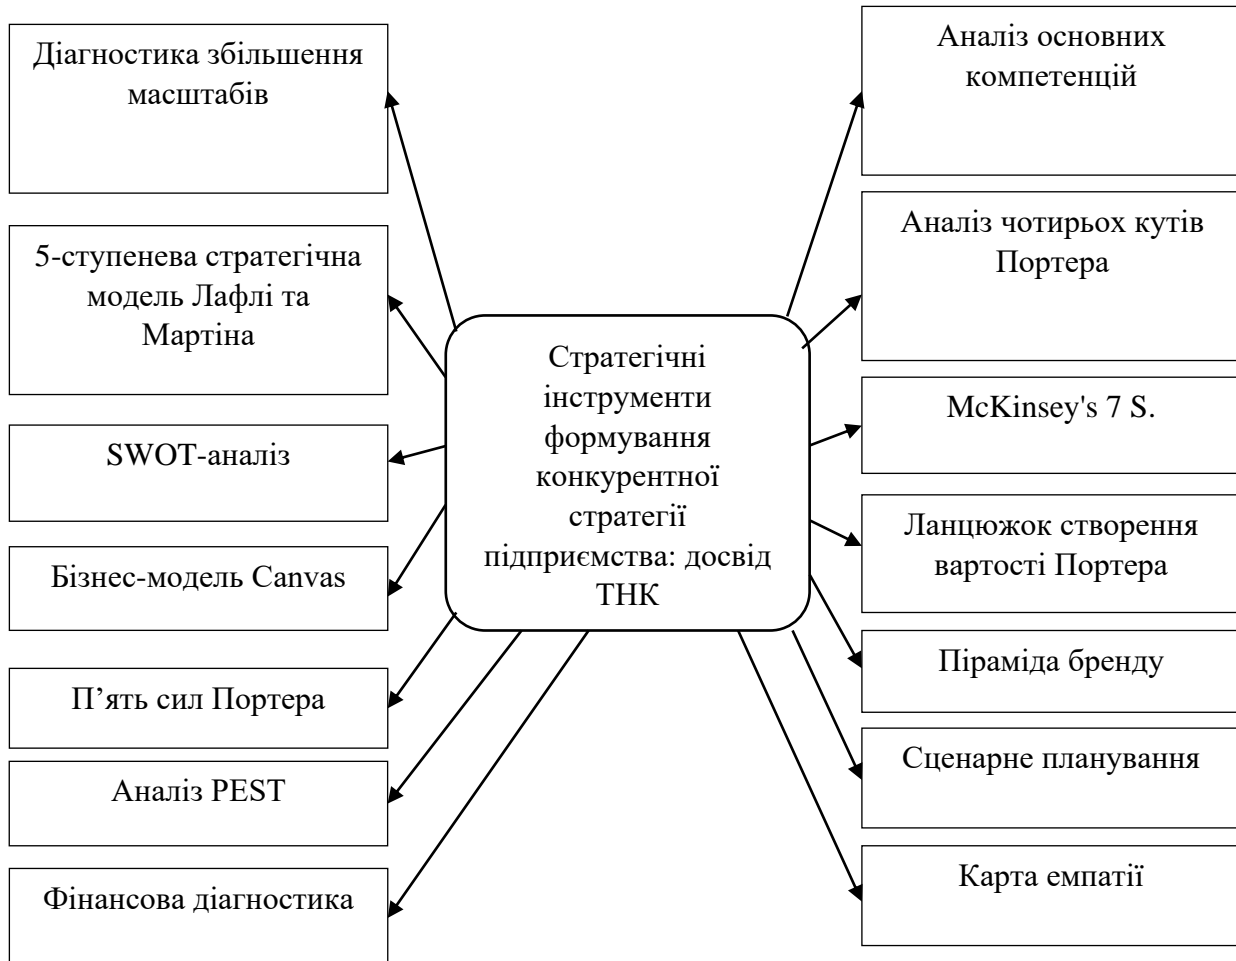 Діагностика збільшення
масштабів
5-ступенева стратегічна
модель Лафлі та
Мартіна
SWOT-аналіз
Бізнес-модель Canvas
П’ять сил Портера
Аналіз PEST
Фінансова діагностика
Стратегічні
інструменти
формування
конкурентної
стратегії
підприємства: досвід
ТНК
Аналіз основних
компетенцій
Аналіз чотирьох кутів
Портера
McKinsey's 7 S.
Ланцюжок створення
вартості Портера
Піраміда бренду
Сценарне планування
Карта емпатії